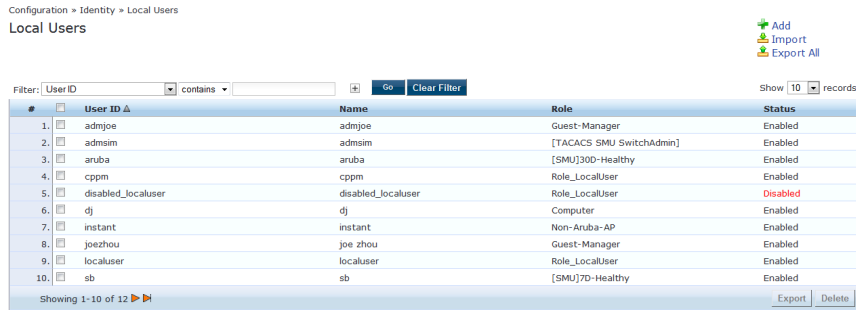 Configuration » Identity » Local Users
Local Users
Add
Import
Export All
Filter: User ID contains + Go Clear Filter Show 10 records
# User ID Name Role Status
1. admjoe admjoe Guest-Manager Enabled
2. admsim admsim [TACACS SMU SwitchAdmin] Enabled
3. aruba aruba [SMU]30D-Healthy Enabled
4. cppm cppm Role_LocalUser Enabled
5. disabled_localuser disabled_localuser Role_LocalUser Disabled
6. dj dj Computer Enabled
7. instant instant Non-Aruba-AP Enabled
8. joezhou joe zhou Guest-Manager Enabled
9. localuser localuser Role_LocalUser Enabled
10. sb sb [SMU]7D-Healthy Enabled
Showing 1-10 of 12 Export Delete